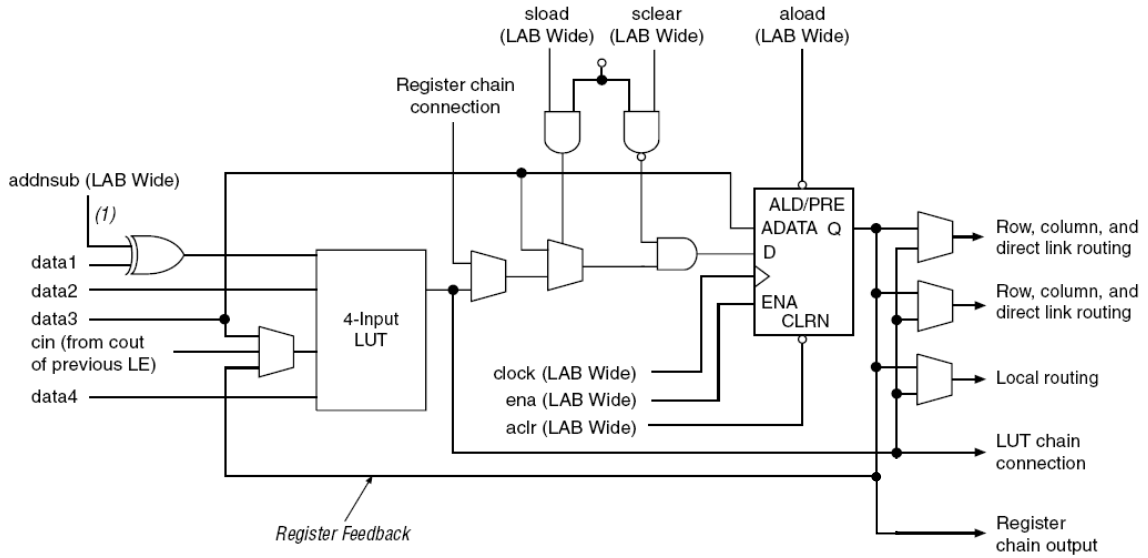 sload
(LAB Wide)
sclear
(LAB Wide)
aload
(LAB Wide)
Register chain
connection
addnsub (LAB Wide)
(1)
data1
data2
data3
cin (from cout
of previous LE)
data4
4-Input
LUT
ALD/PRE
ADATA Q
D
ENA
CLRN
clock (LAB Wide)
ena (LAB Wide)
aclr (LAB Wide)
Row, column, and
direct link routing
Row, column, and
direct link routing
Local routing
LUT chain
connection
Register
chain output
Register Feedback